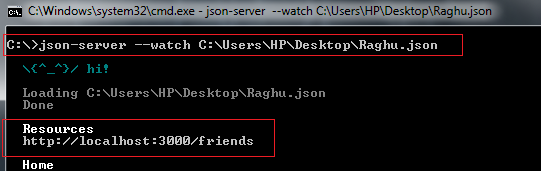 C:\Windows\system32\cmd.exe - json-server --watch C:\Users\HP\Desktop\Raghu.json
C:\>json-server --watch C:\Users\HP\Desktop\Raghu.json
\{^_^}/ hi!
Loading C:\Users\HP\Desktop\Raghu.json
Done
Resources
http://localhost:3000/friends
Home